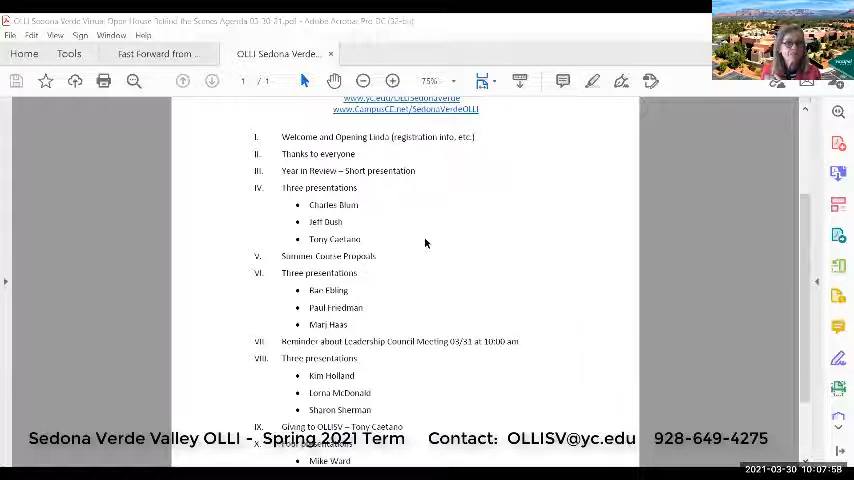 OLLI Sedona Verde Virtual Open House Behind the Scenes Agenda 03-30-21.pdf - Adobe Acrobat Pro DC (32-bit)
File Edit View Sign Window Help
Home Tools Fast Forward from ... OLLI Sedona Verde... ×
1 / 1 75%
www.yc.edu/OLLISedonaVerde
www.CampusCE.net/SedonaVerdeOLLI
I. Welcome and Opening Linda (registration info, etc.)
II. Thanks to everyone
III. Year in Review – Short presentation
IV. Three presentations
• Charles Blum
• Jeff Bush
• Tony Caetano
V. Summer Course Propoals
VI. Three presentations
• Rae Ebling
• Paul Friedman
• Marj Haas
VII. Reminder about Leadership Council Meeting 03/31 at 10:00 am
VIII. Three presentations
• Kim Holland
• Lorna McDonald
• Sharon Sherman
IX. Giving to OLLISV – Tony Caetano
Sedona Verde Valley OLLI - Spring 2021 Term Contact: OLLISV@yc.edu 928-649-4275
X. Four presentations
• Mike Ward
2021-03-30 10:07:58